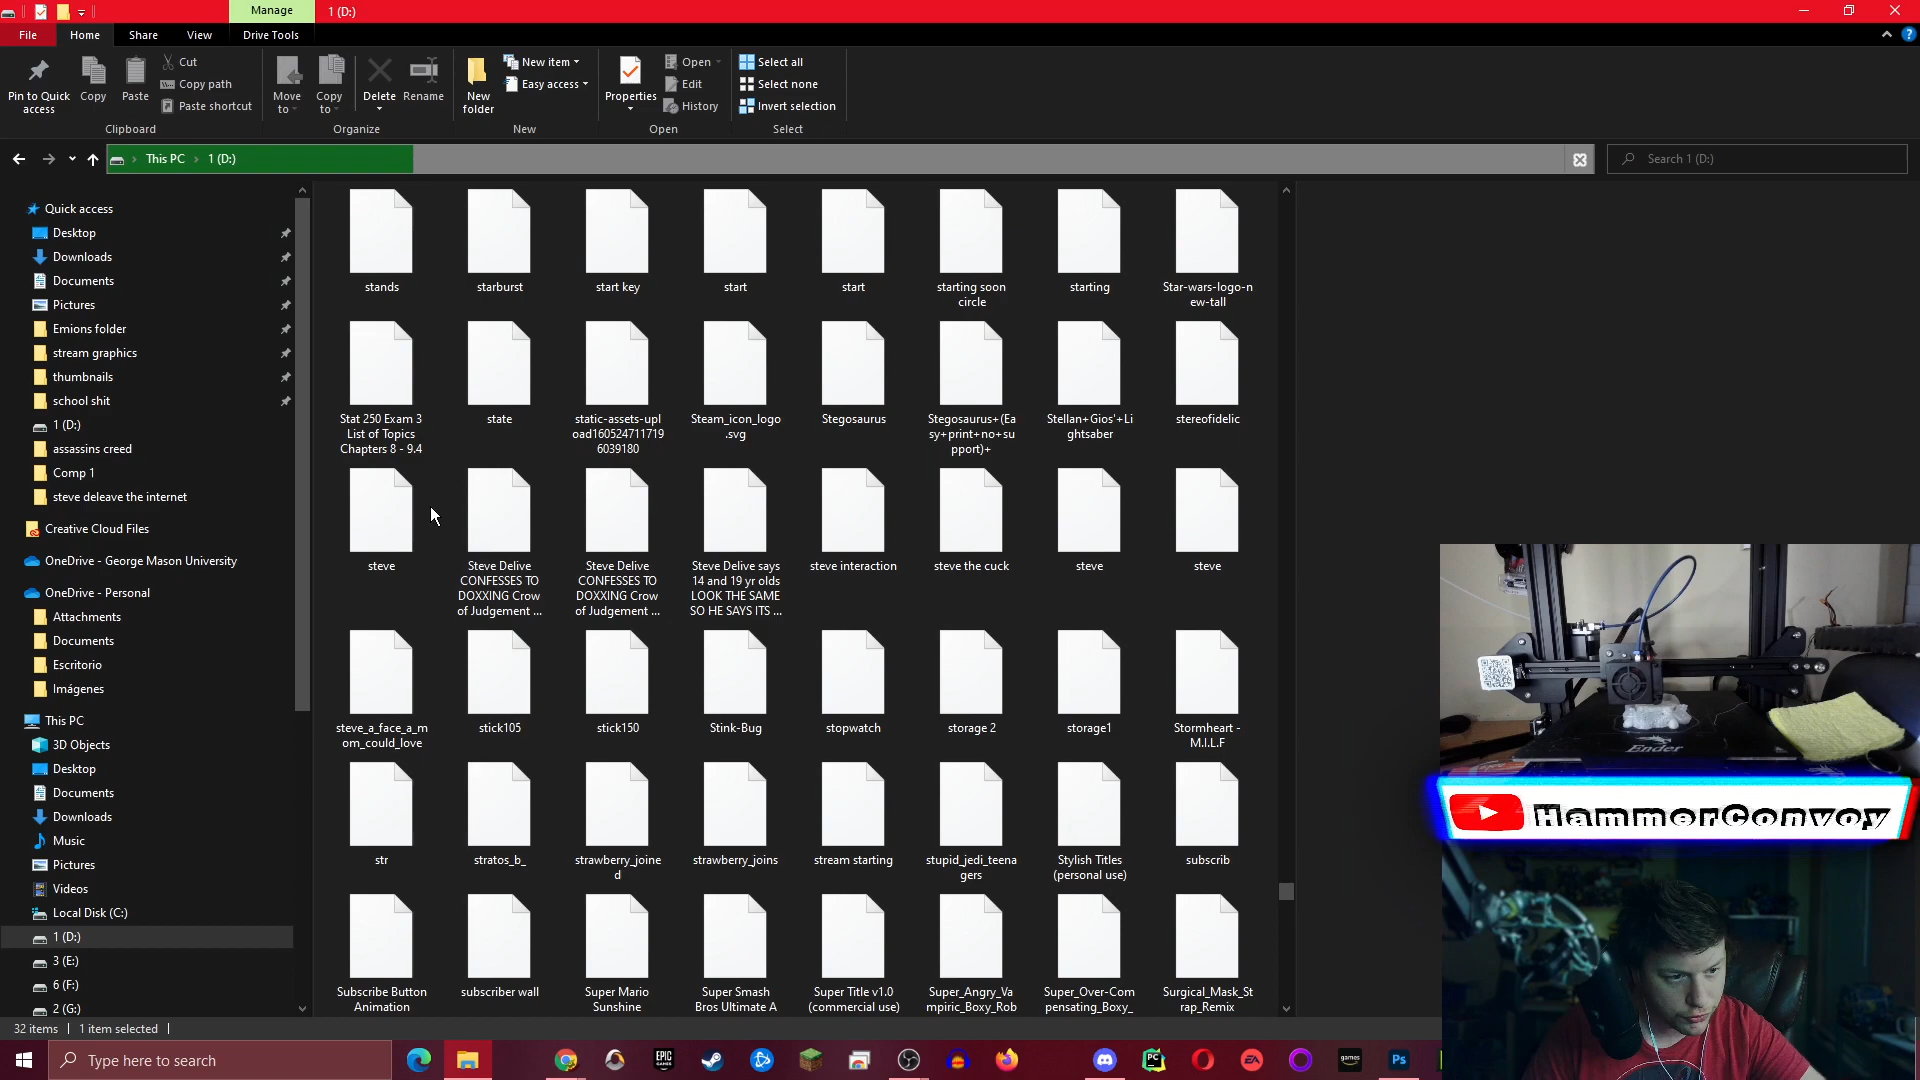 Manage
1 (D:)
File
Home
Share
View
Drive Tools
Pin to Quick
access
Copy
Paste
Cut
Copy path
Paste shortcut
Clipboard
Move
to
Copy
to
Delete
Rename
Organize
New
folder
New item
Easy access
New
Properties
Open
Edit
History
Open
Select all
Select none
Invert selection
Select
This PC
1 (D:)
Search 1 (D:)
Quick access
Desktop
Downloads
Documents
Pictures
Emions folder
stream graphics
thumbnails
school shit
1 (D:)
assassins creed
Comp 1
steve deleave the internet
Creative Cloud Files
OneDrive - George Mason University
OneDrive - Personal
Attachments
Documents
Escritorio
Imágenes
This PC
3D Objects
Desktop
Documents
Downloads
Music
Pictures
Videos
Local Disk (C:)
1 (D:)
3 (E:)
6 (F:)
2 (G:)
stands
starburst
start key
start
start
starting soon
circle
starting
Star-wars-logo-n
ew-tall
Stat 250 Exam 3
List of Topics
Chapters 8 - 9.4
state
static-assets-upl
oad160524711719
6039180
Steam_icon_logo
.svg
Stegosaurus
Stegosaurus+(Ea
sy+print+no+su
pport)+
Stellan+Gios'+Li
ghtsaber
stereofidelic
steve
Steve Delive
CONFESSES TO
DOXXING Crow
of Judgement ...
Steve Delive
CONFESSES TO
DOXXING Crow
of Judgement ...
Steve Delive says
14 and 19 yr olds
LOOK THE SAME
SO HE SAYS ITS ...
steve interaction
steve the cuck
steve
steve
steve_a_face_a_m
om_could_love
stick105
stick150
Stink-Bug
stopwatch
storage 2
storage1
Stormheart -
M.I.L.F
str
stratos_b_
strawberry_joine
d
strawberry_joins
stream starting
stupid_jedi_teena
gers
Stylish Titles
(personal use)
subscrib
Subscribe Button
Animation
subscriber wall
Super Mario
Sunshine
Super Smash
Bros Ultimate A
Super Title v1.0
(commercial use)
Super_Angry_Va
mpiric_Boxy_Rob
Super_Over-Com
pensating_Boxy_
Surgical_Mask_St
rap_Remix
Ender
HammerConvoy
32 items
1 item selected
Type here to search
EPIC
GAMES
PC
EA
games
Ps